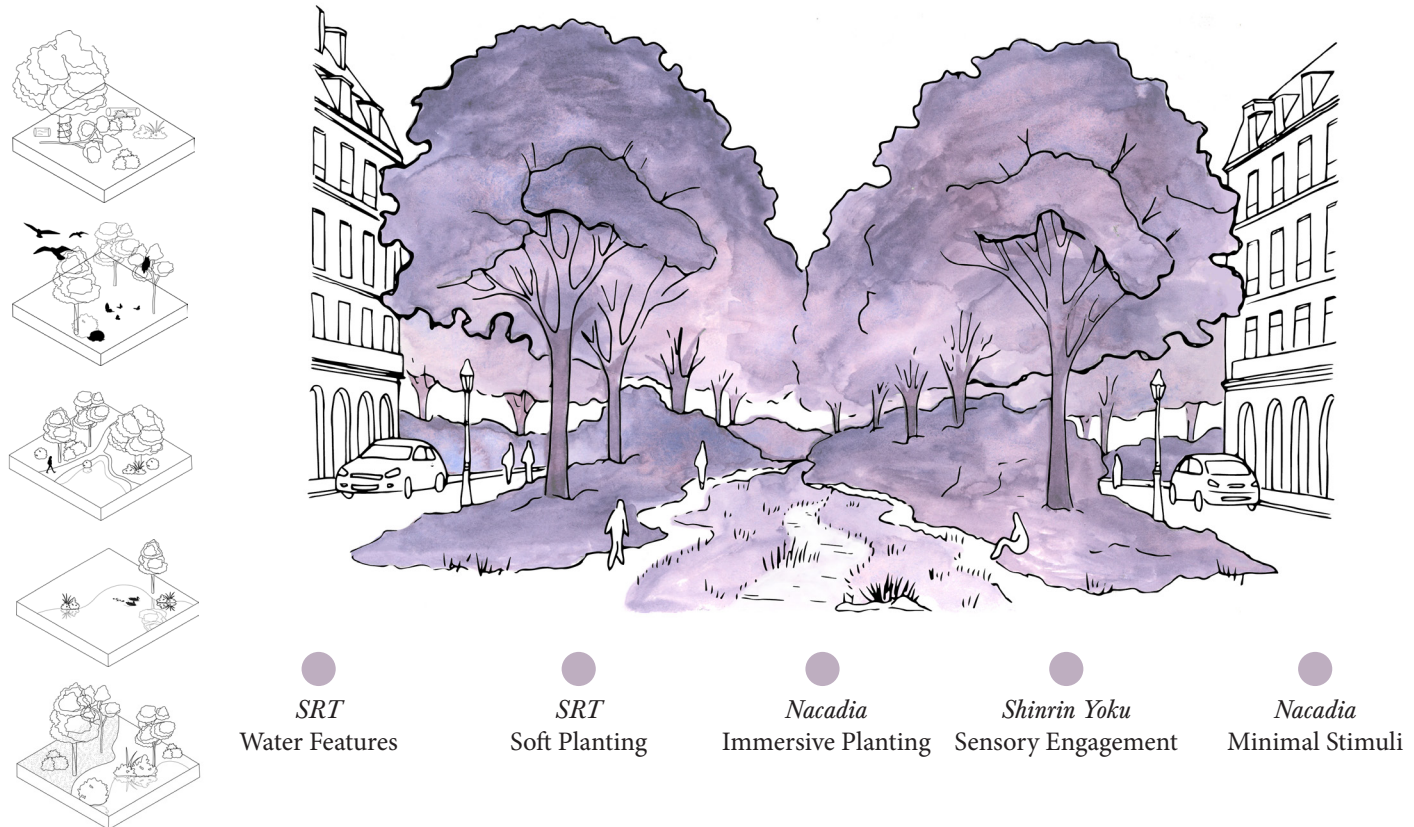 SRT
Water Features
SRT
Soft Planting
Nacadia
Immersive Planting
Shinrin Yoku
Sensory Engagement
Nacadia
Minimal Stimuli